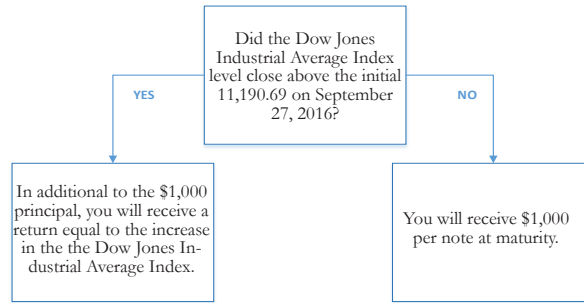 Did the Dow Jones
Industrial Average Index
level close above the initial
11,190.69 on September
27, 2016?
YES
NO
In additional to the $1,000
principal, you will receive a
return equal to the increase
in the the Dow Jones In-
dustrial Average Index.
You will receive $1,000
per note at maturity.